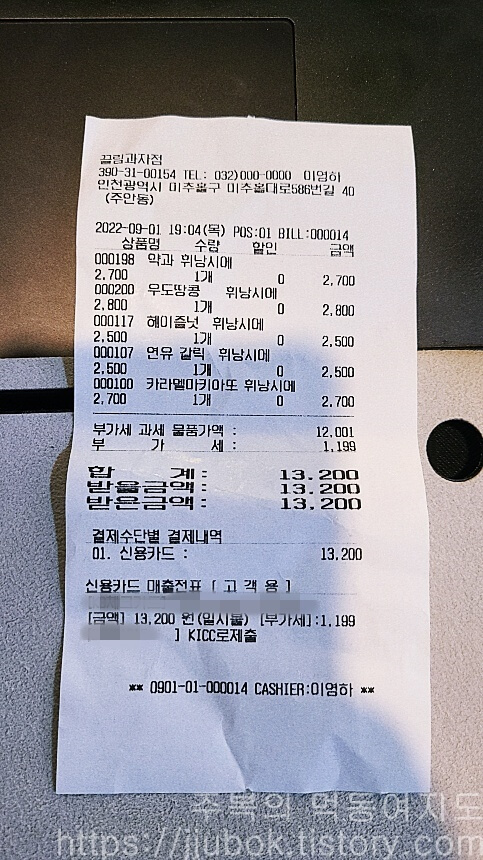 끌림과자점
390-31-00154 TEL: 032)000-0000 이영하
인천광역시 미추홀구 미추홀대로586번길 40
(주안동)
2022-09-01 19:04(목) POS:01 BILL:000014
상품명 수량 할인 금액
000198 약과 휘낭시에
2,700 1개 0 2,700
000200 우도땅콩 휘낭시에
2,800 1개 0 2,800
000117 헤이즐넛 휘낭시에
2,500 1개 0 2,500
000107 연유 갈릭 휘낭시에
2,500 1개 0 2,500
000100 카라멜마키아또 휘낭시에
2,700 1개 0 2,700
부가세 과세 물품가액 : 12,001
부 가 세 : 1,199
합 계 : 13,200
받을금액 : 13,200
받은금액 : 13,200
결제수단별 결제내역
01. 신용카드 : 13,200
신용카드 매출전표 [ 고 객 용 ]
[금액] 13,200 원(일시불) [부가세]:1,199
] KICC로제출
** 0901-01-000014 CASHIER:이영하 **
주복의 먹동여지도
https://jjubok.tistory.com